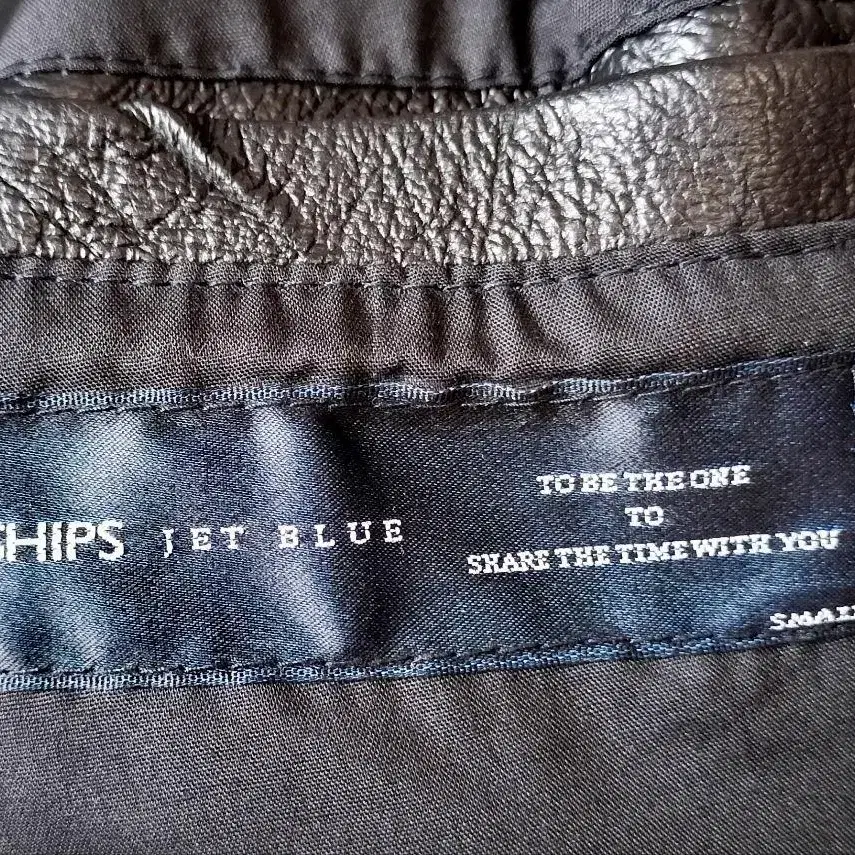 SHIPS JET BLUE
TO BE THE ONE
TO
SHARE THE TIME WITH YOU